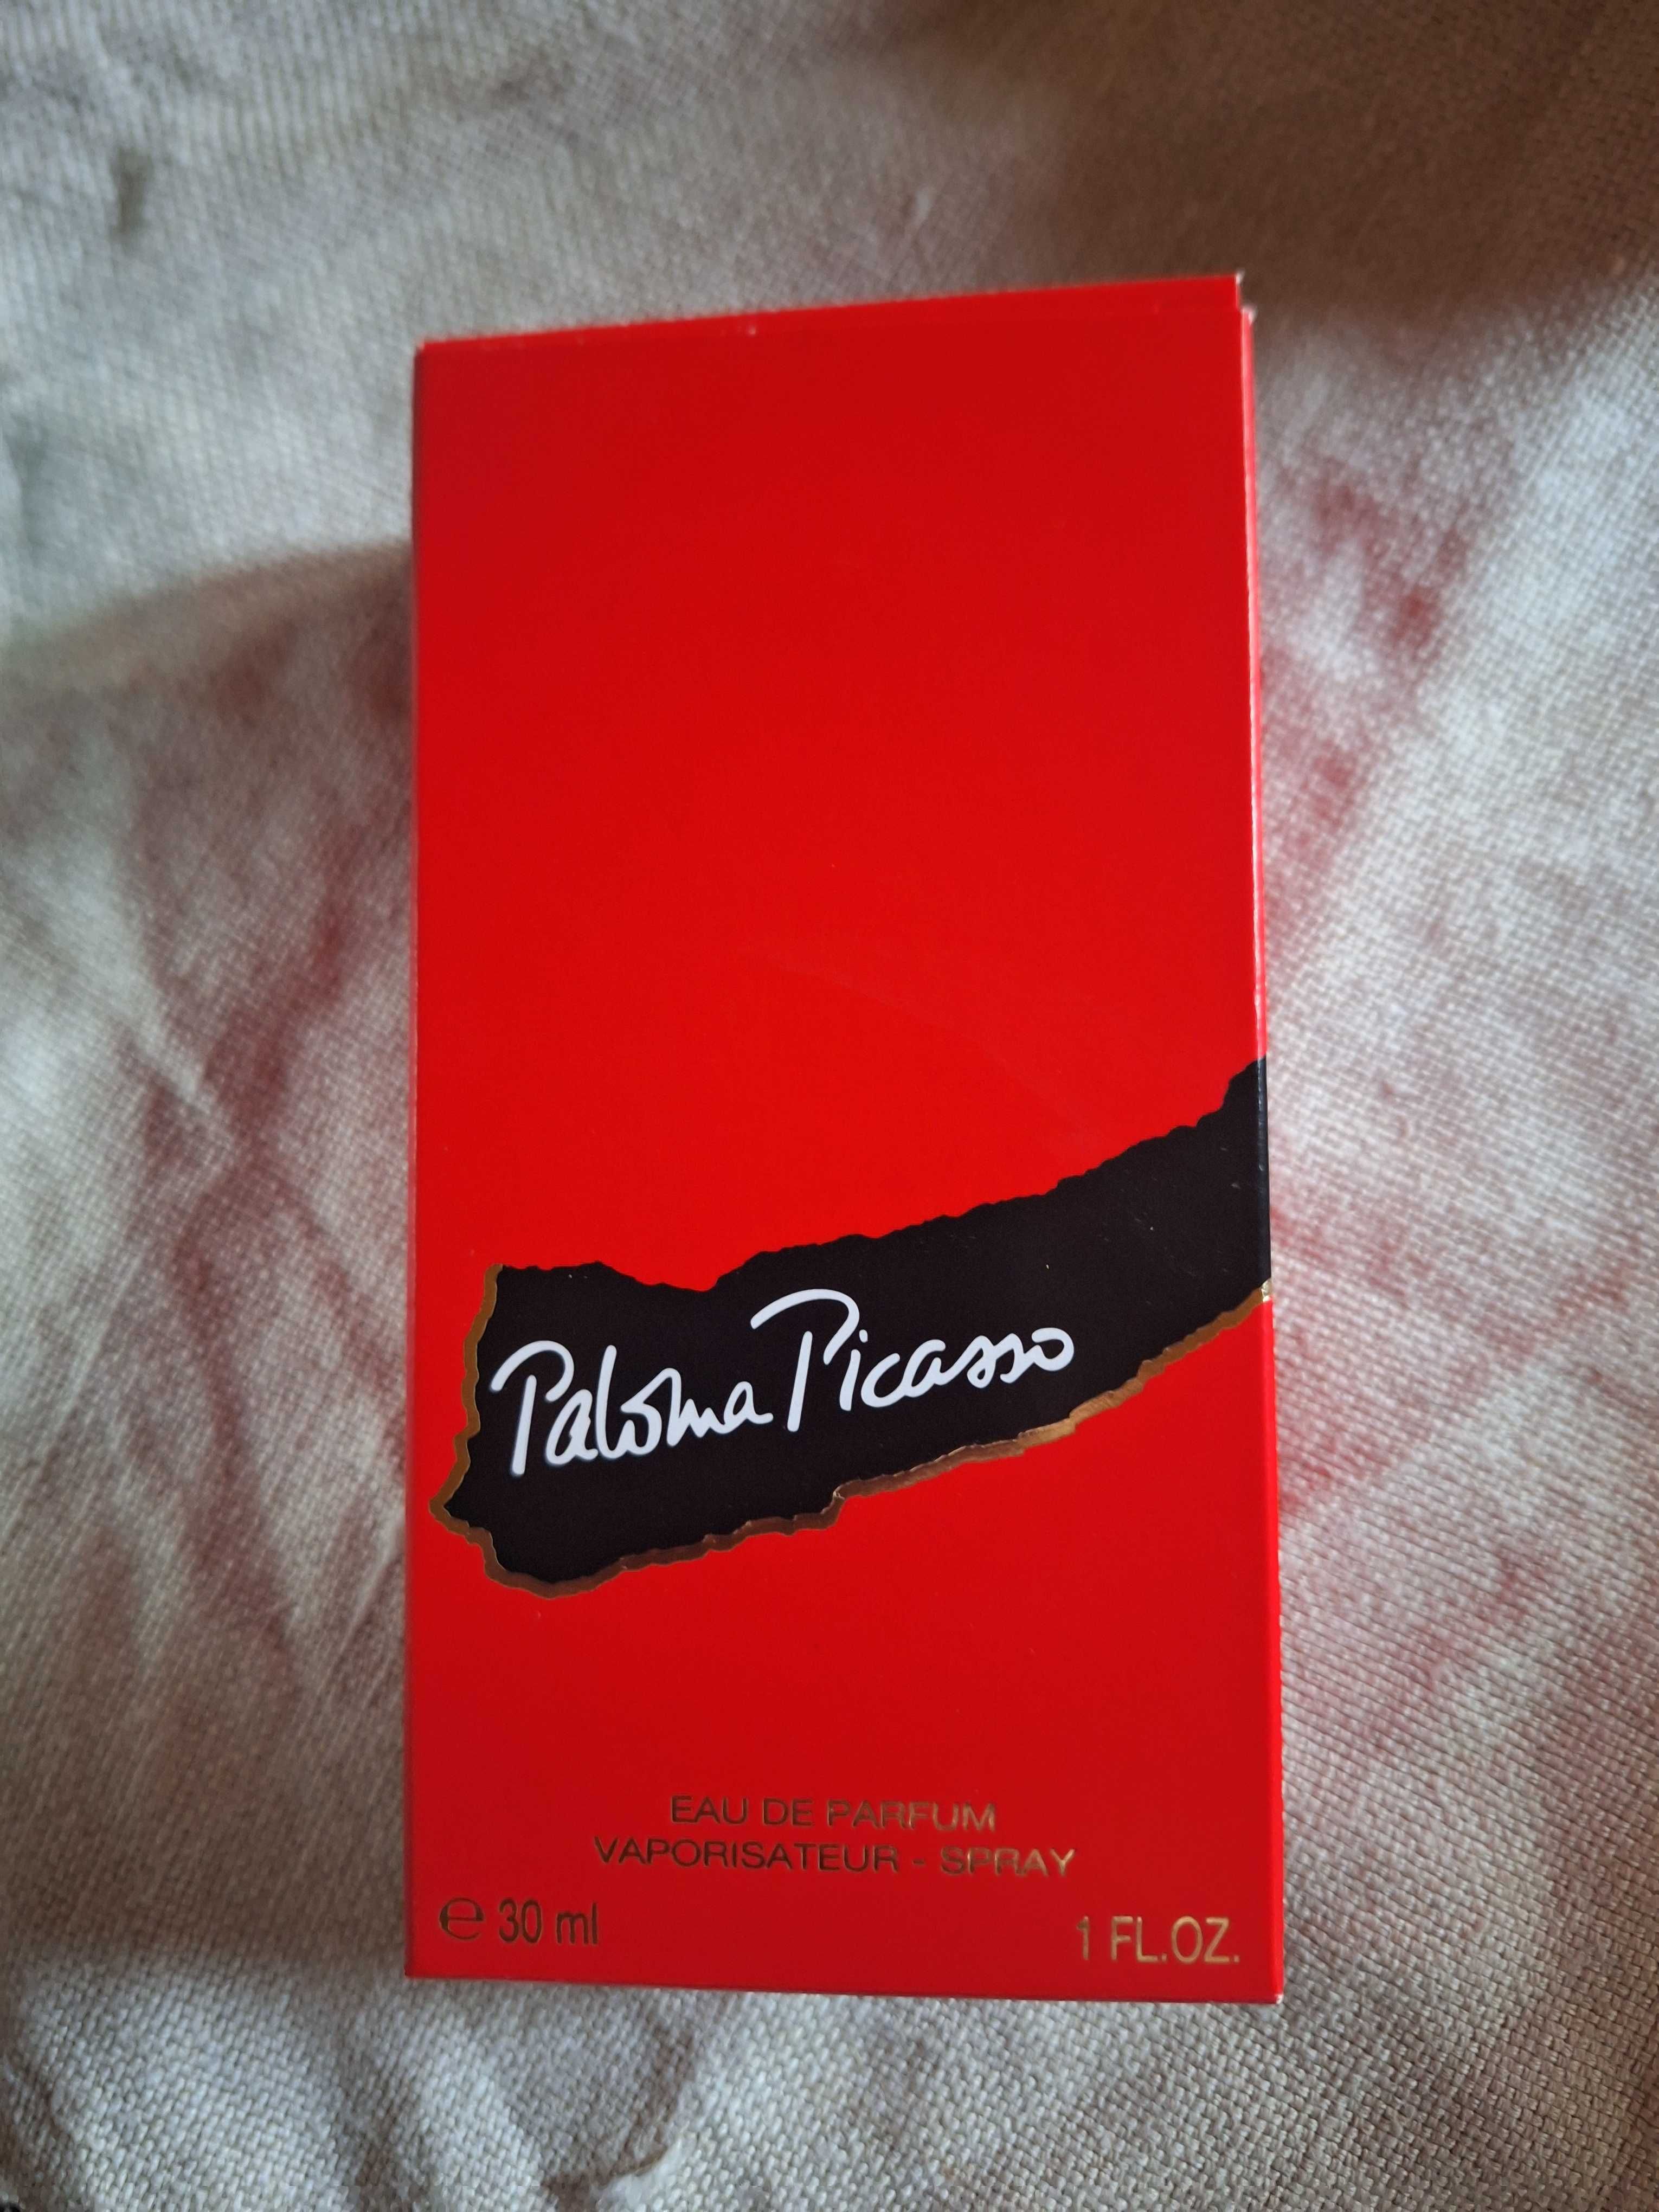 Paloma Picasso
EAU DE PARFUM
VAPORISATEUR - SPRAY
℮ 30 ml 1 FL.OZ.